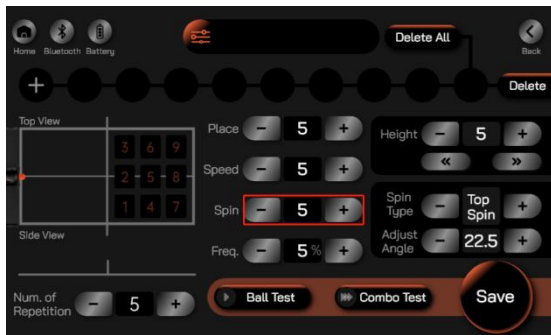 Home Bluetooth Battery
Delete All
Back
+
Delete
Top View
3 6 9
2 5 8
1 4 7
Side View
Place - 5 +
Speed - 5 +
Spin - 5 +
Freq. - 5 % +
Height - 5 +
« »
Spin
Type - Top
Spin +
Adjust
Angle - 22.5 +
Num. of
Repetition - 5 +
Ball Test
Combo Test
Save